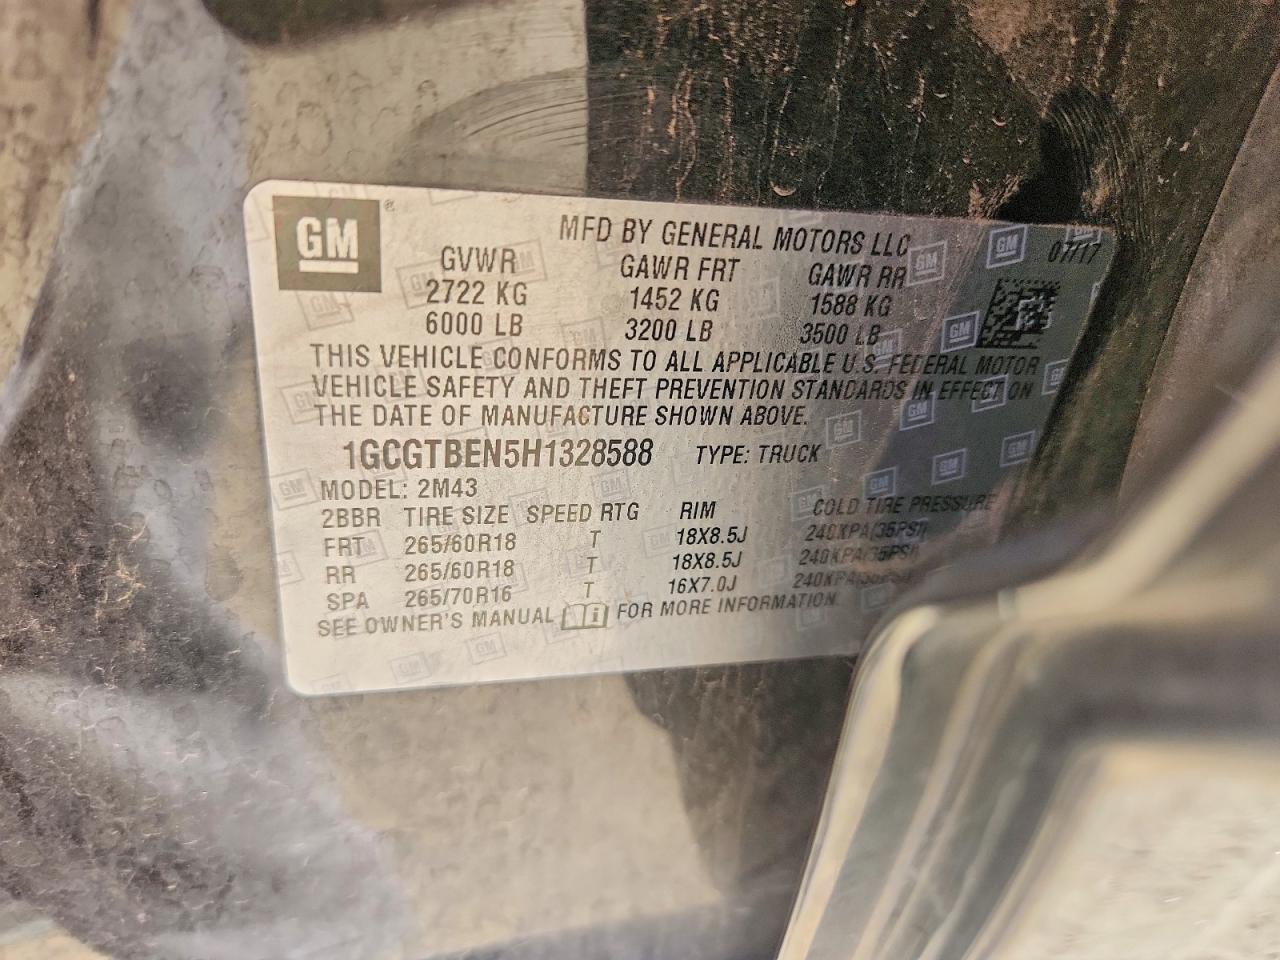 GM®
MFD BY GENERAL MOTORS LLC 07/17
GVWR GAWR FRT GAWR RR
2722 KG 1452 KG 1588 KG
6000 LB 3200 LB 3500 LB
THIS VEHICLE CONFORMS TO ALL APPLICABLE U.S. FEDERAL MOTOR
VEHICLE SAFETY AND THEFT PREVENTION STANDARDS IN EFFECT ON
THE DATE OF MANUFACTURE SHOWN ABOVE.
1GCGTBEN5H1328588 TYPE: TRUCK
MODEL: 2M43
2BBR TIRE SIZE SPEED RTG RIM COLD TIRE PRESSURE
FRT 265/60R18 T 18X8.5J 240KPA(35PSI)
RR 265/60R18 T 18X8.5J 240KPA(35PSI)
SPA 265/70R16 T 16X7.0J 240KPA(35PSI)
SEE OWNER'S MANUAL FOR MORE INFORMATION.